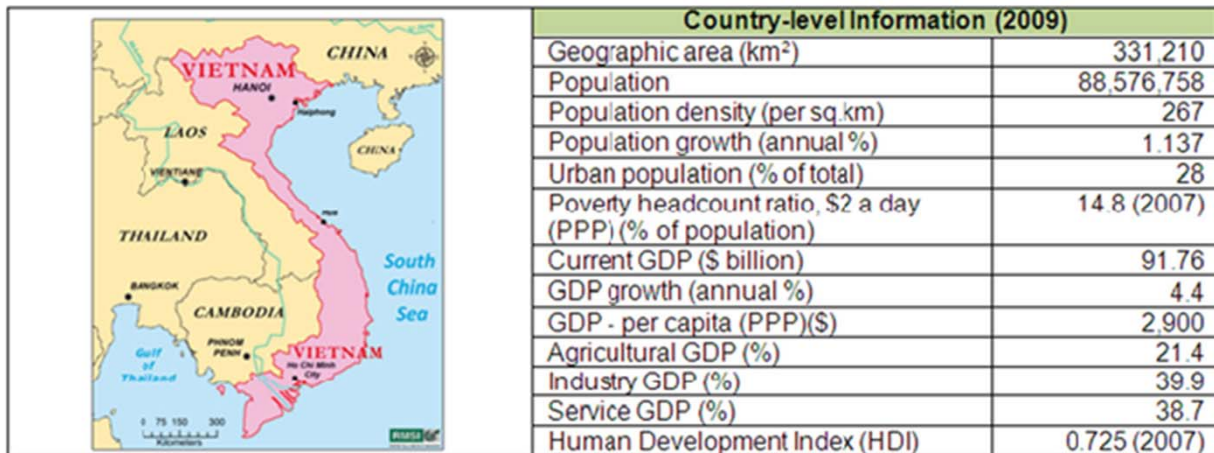 CHINA
VIETNAM
HANOI
Haiphong
LAOS
CHINA
VIENTIANE
Hue
THAILAND
South
China
Sea
BANGKOK
CAMBODIA
PHNOM
PENH
VIETNAM
Gulf
of
Thailand
Ho Chi Minh
City
0 75 150 300
Kilometers
RMSI
Country-level Information (2009)
Geographic area (km²) 331,210
Population 88,576,758
Population density (per sq.km) 267
Population growth (annual %) 1.137
Urban population (% of total) 28
Poverty headcount ratio, $2 a day 14.8 (2007)
(PPP) (% of population)
Current GDP ($ billion) 91.76
GDP growth (annual %) 4.4
GDP - per capita (PPP)($) 2,900
Agricultural GDP (%) 21.4
Industry GDP (%) 39.9
Service GDP (%) 38.7
Human Development Index (HDI) 0.725 (2007)